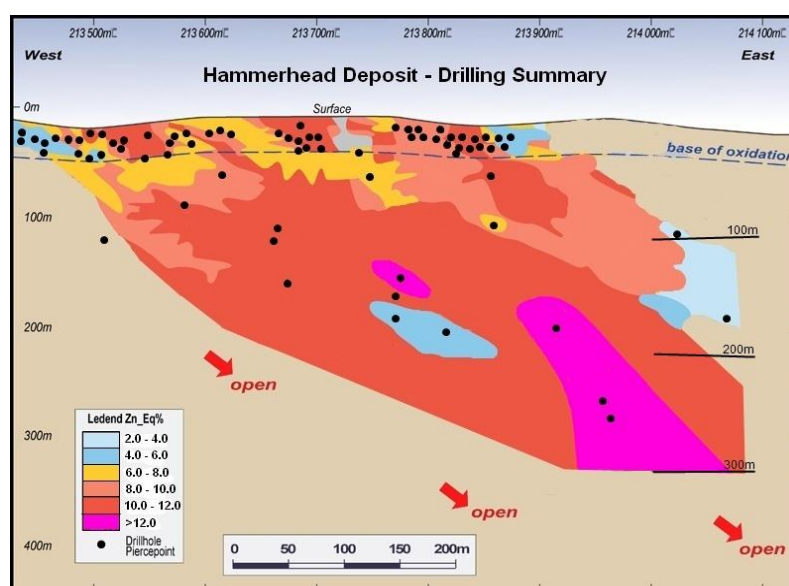 213 500mE 213 600mE 213 700mE 213 800mE 213 900mE 214 000mE 214 100mE
West East
Hammerhead Deposit - Drilling Summary
0m
Surface
base of oxidation
100m
100m
200m
200m
open
300m
300m
400m
Ledend Zn_Eq%
2.0 - 4.0
4.0 - 6.0
6.0 - 8.0
8.0 - 10.0
10.0 - 12.0
>12.0
Drillhole
Piercepoint
0 50 100 150 200m
open
open